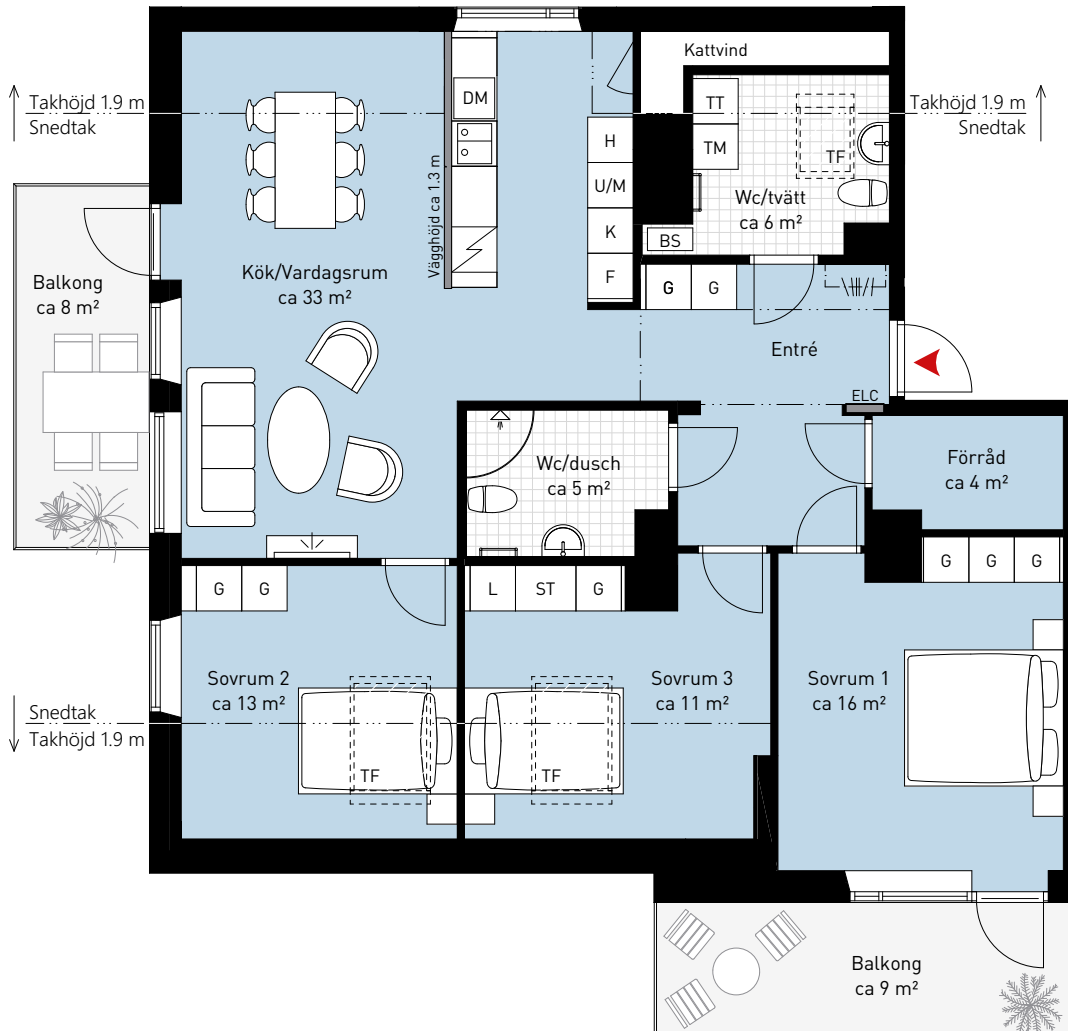 Kattvind
Takhöjd 1.9 m
Snedtak
DM
TT
TM
TF
Takhöjd 1.9 m
Snedtak
H
U/M
K
F
Vägghöjd ca 1.3 m
Wc/tvätt
ca 6 m²
BS
Kök/Vardagsrum
ca 33 m²
Balkong
ca 8 m²
G
G
Entré
ELC
Wc/dusch
ca 5 m²
Förråd
ca 4 m²
G
G
L
ST
G
G
G
G
Sovrum 2
ca 13 m²
Sovrum 3
ca 11 m²
Sovrum 1
ca 16 m²
Snedtak
Takhöjd 1.9 m
TF
TF
Balkong
ca 9 m²